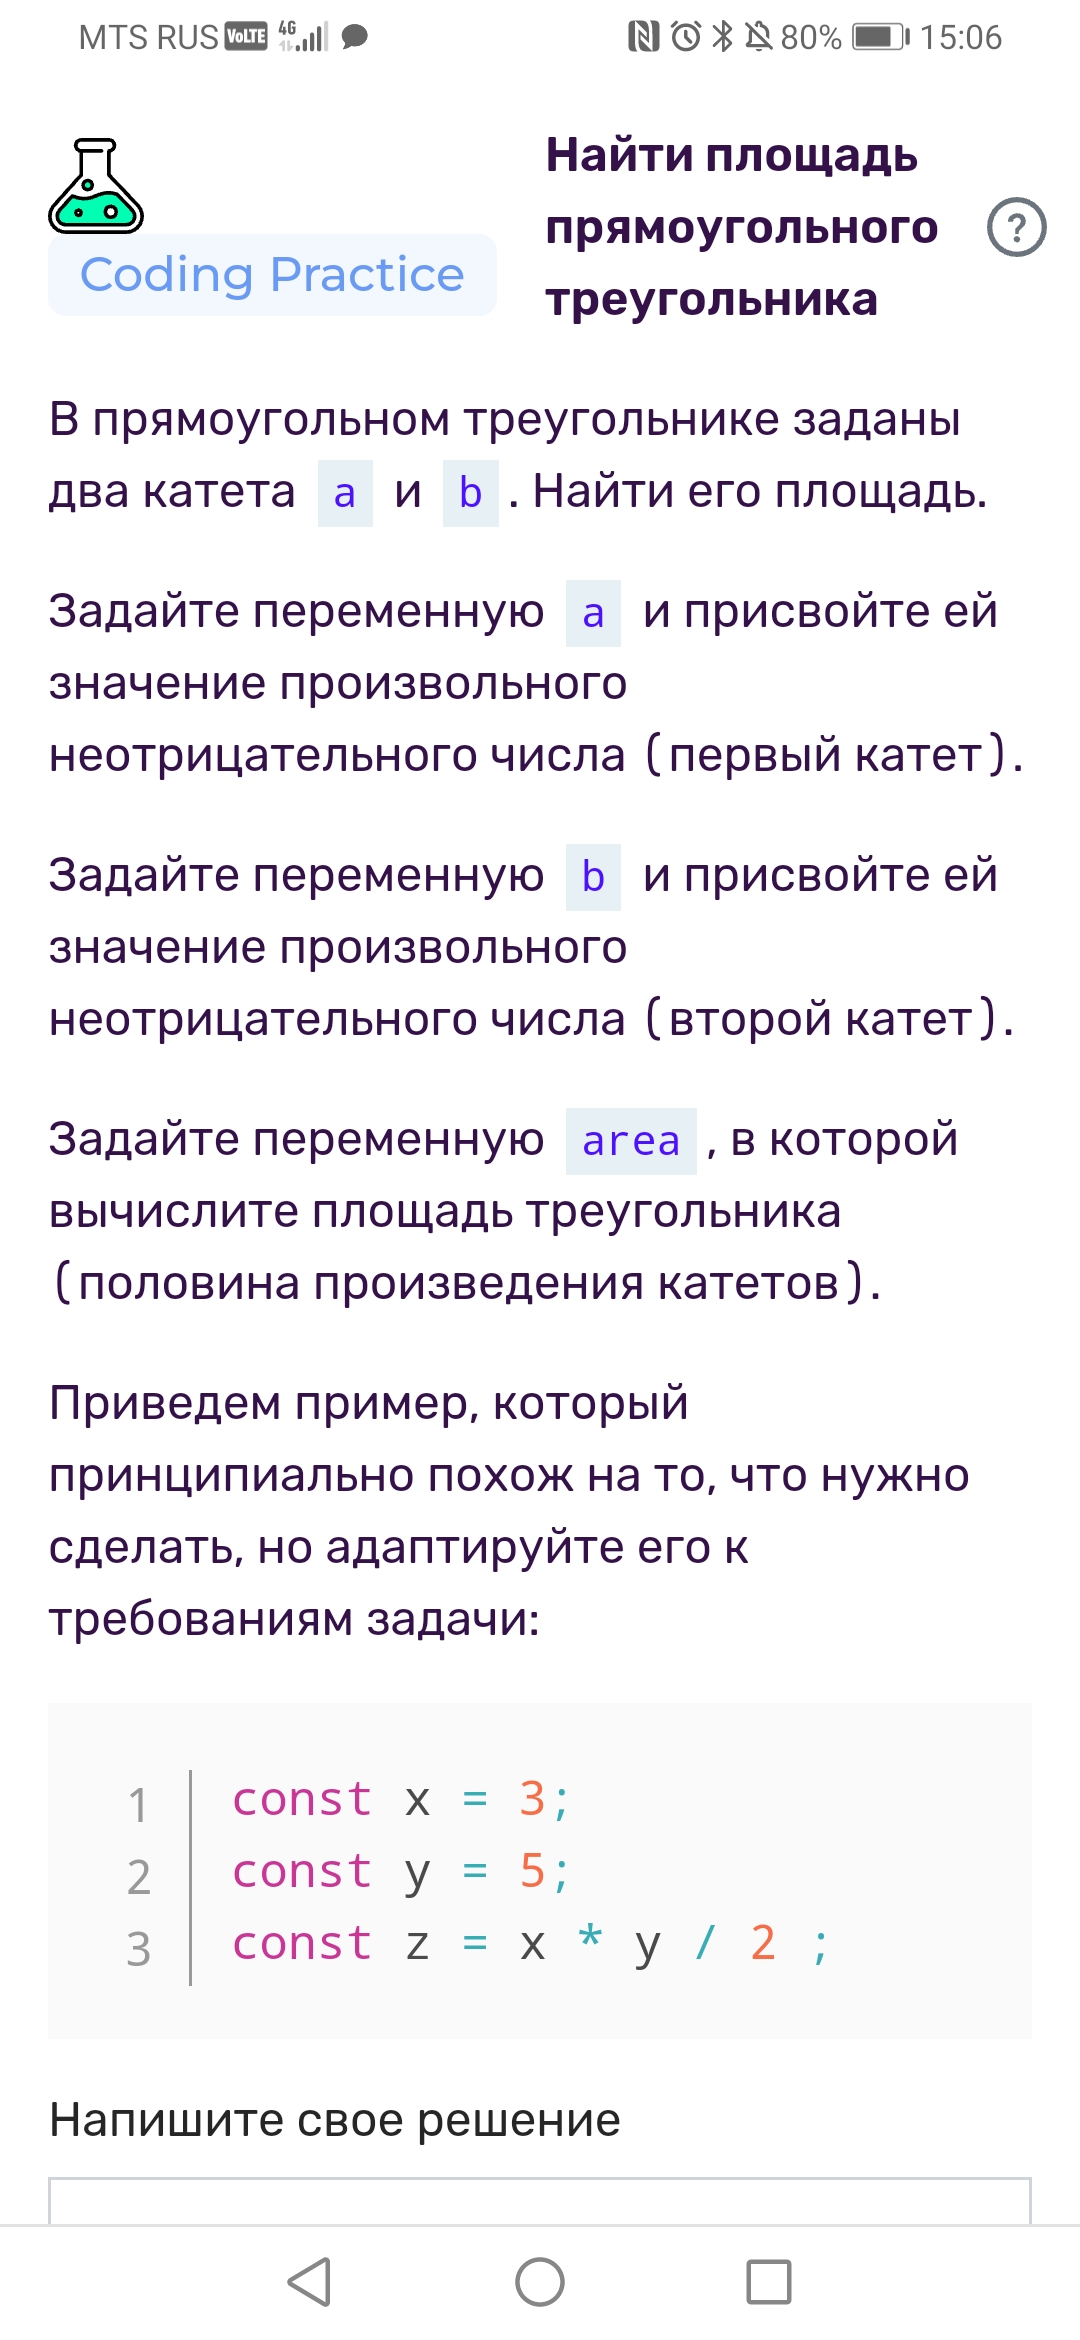 MTS RUS VoLTE 4G 80% 15:06
Найти площадь
прямоугольного
треугольника
?
Coding Practice
В прямоугольном треугольнике заданы
два катета a и b . Найти его площадь.
Задайте переменную a и присвойте ей
значение произвольного
неотрицательного числа (первый катет).
Задайте переменную b и присвойте ей
значение произвольного
неотрицательного числа (второй катет).
Задайте переменную area , в которой
вычислите площадь треугольника
(половина произведения катетов).
Приведем пример, который
принципиально похож на то, что нужно
сделать, но адаптируйте его к
требованиям задачи:
1 const x = 3;
2 const y = 5;
3 const z = x * y / 2 ;
Напишите свое решение